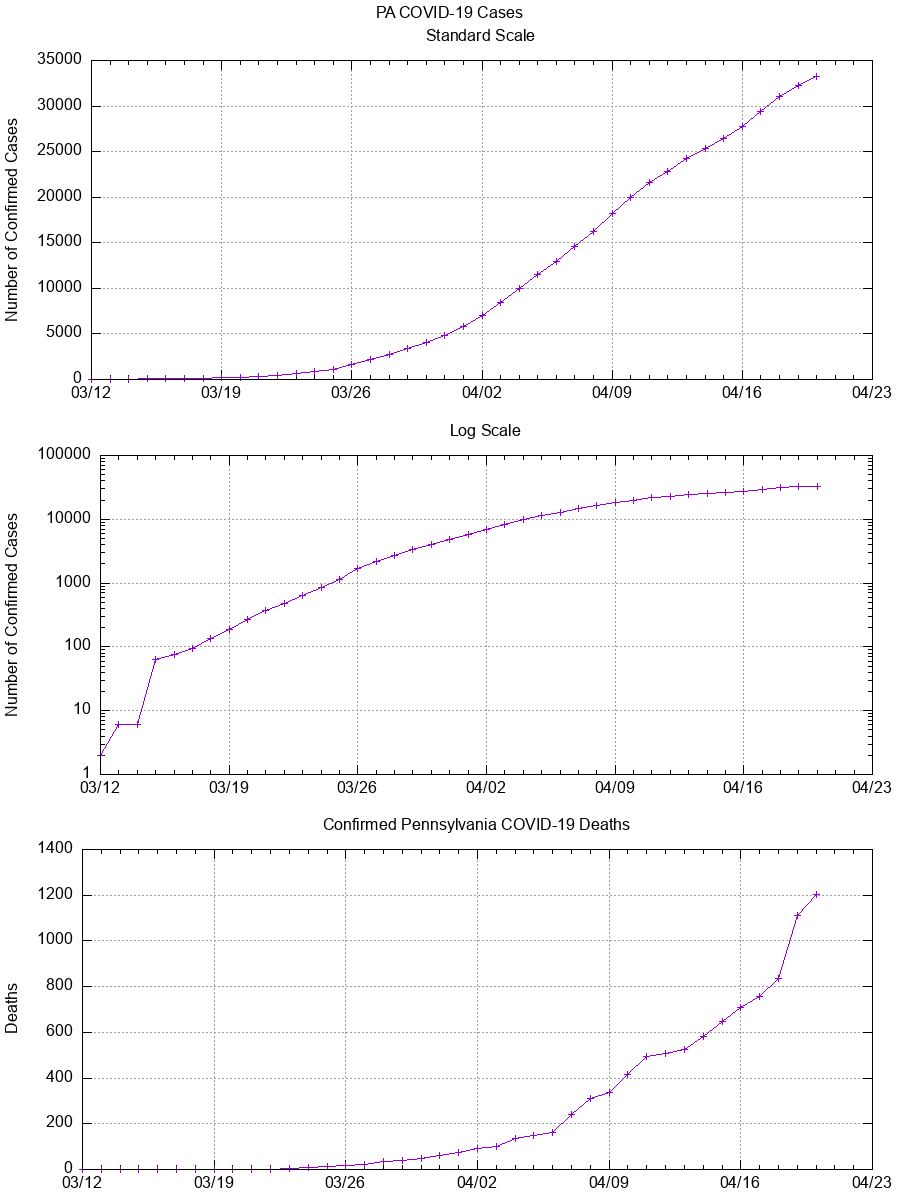 PA COVID-19 Cases
Standard Scale
35000
30000
25000
20000
15000
10000
5000
0
Number of Confirmed Cases
03/12 03/19 03/26 04/02 04/09 04/16 04/23
Log Scale
100000
10000
1000
100
10
1
Number of Confirmed Cases
03/12 03/19 03/26 04/02 04/09 04/16 04/23
Confirmed Pennsylvania COVID-19 Deaths
1400
1200
1000
800
600
400
200
0
Deaths
03/12 03/19 03/26 04/02 04/09 04/16 04/23